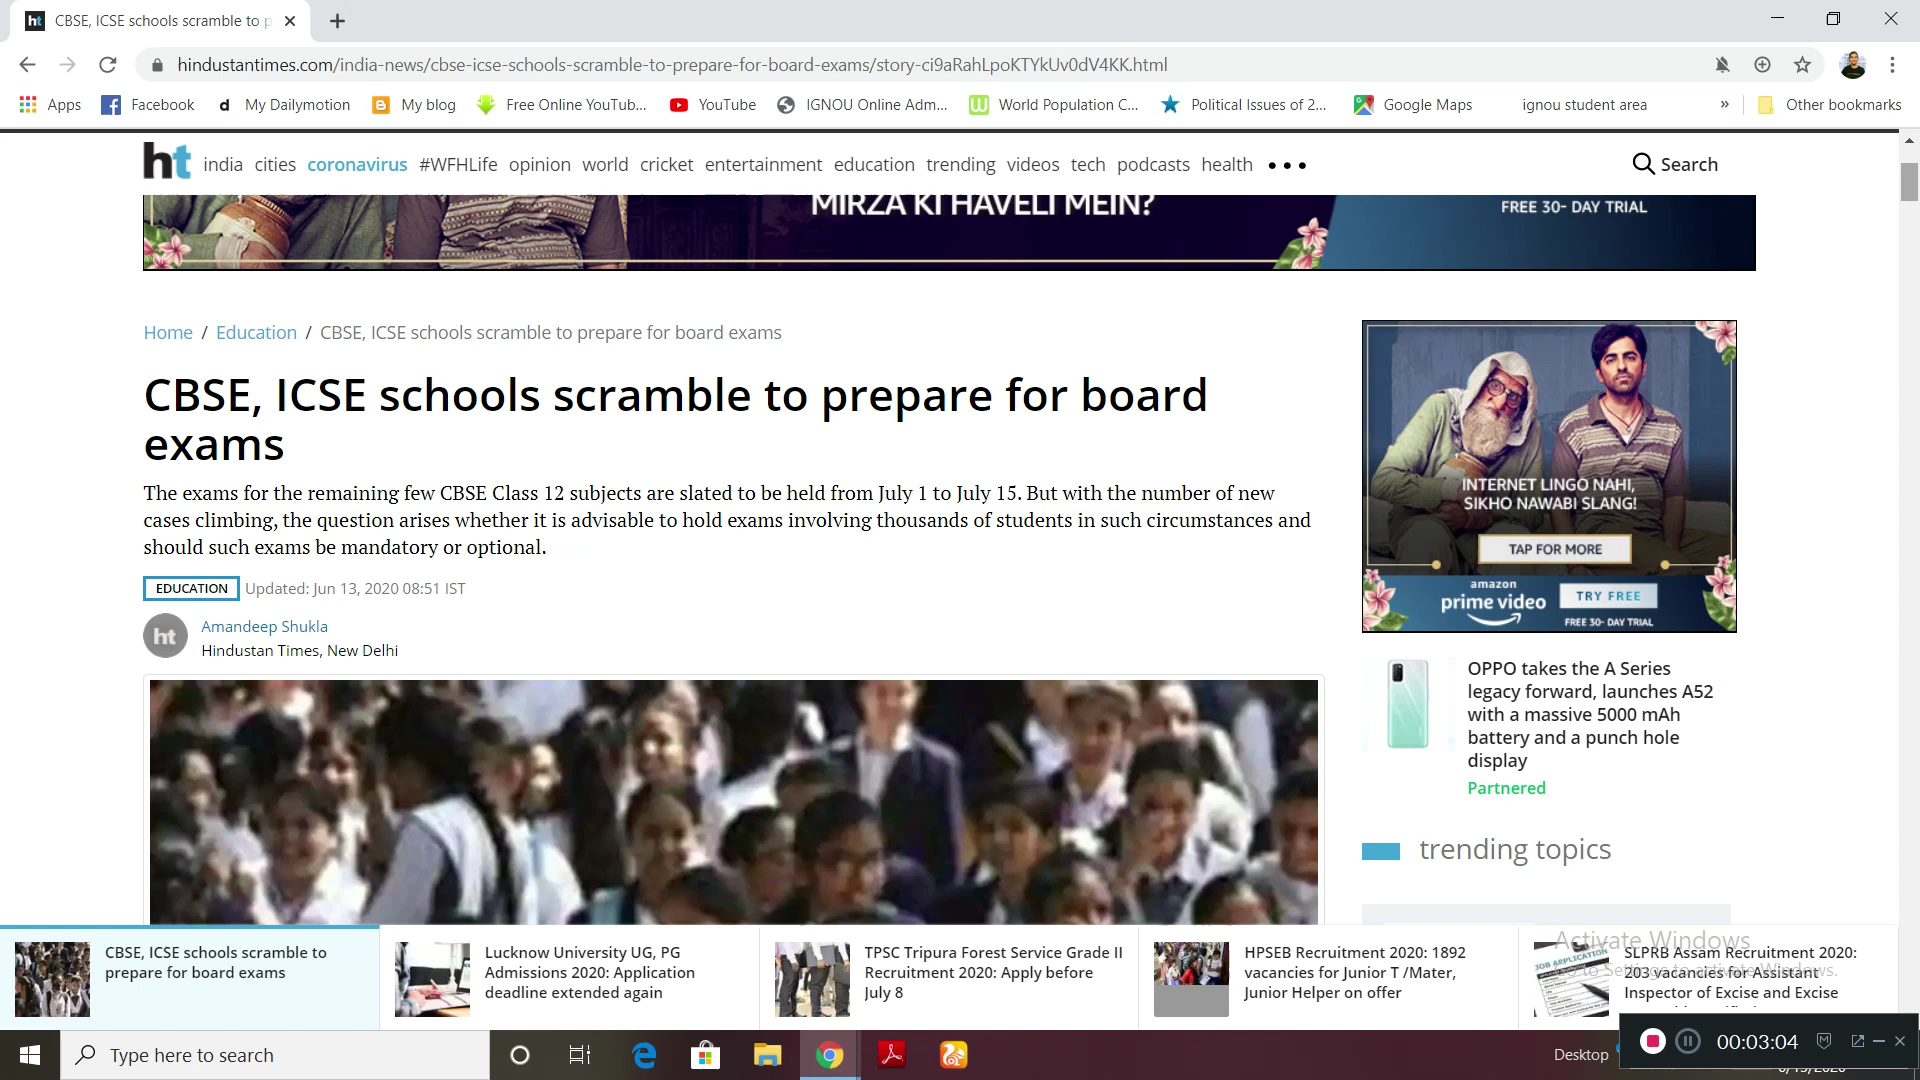 CBSE, ICSE schools scramble to p
hindustantimes.com/india-news/cbse-icse-schools-scramble-to-prepare-for-board-exams/story-ci9aRahLpoKTYkUv0dV4KK.html
Apps Facebook d My Dailymotion My blog Free Online YouTub... YouTube IGNOU Online Adm... World Population C... Political Issues of 2... Google Maps ignou student area » Other bookmarks
ht india cities coronavirus #WFHLife opinion world cricket entertainment education trending videos tech podcasts health ••• Search
MIRZA KI HAVELI MEIN?
FREE 30- DAY TRIAL
Home / Education / CBSE, ICSE schools scramble to prepare for board exams
CBSE, ICSE schools scramble to prepare for board
exams
The exams for the remaining few CBSE Class 12 subjects are slated to be held from July 1 to July 15. But with the number of new
cases climbing, the question arises whether it is advisable to hold exams involving thousands of students in such circumstances and
should such exams be mandatory or optional.
EDUCATION Updated: Jun 13, 2020 08:51 IST
ht
Amandeep Shukla
Hindustan Times, New Delhi
INTERNET LINGO NAHI,
SIKHO NAWABI SLANG!
TAP FOR MORE
amazon
prime video
TRY FREE
FREE 30- DAY TRIAL
OPPO takes the A Series
legacy forward, launches A52
with a massive 5000 mAh
battery and a punch hole
display
Partnered
trending topics
CBSE, ICSE schools scramble to
prepare for board exams
Lucknow University UG, PG
Admissions 2020: Application
deadline extended again
TPSC Tripura Forest Service Grade II
Recruitment 2020: Apply before
July 8
HPSEB Recruitment 2020: 1892
vacancies for Junior T /Mater,
Junior Helper on offer
JOB APPLICATION
SLPRB Assam Recruitment 2020:
203 vacancies for Assistant
Inspector of Excise and Excise
Activate Windows
Go to Settings to activate Windows.
Type here to search
Desktop
00:03:04